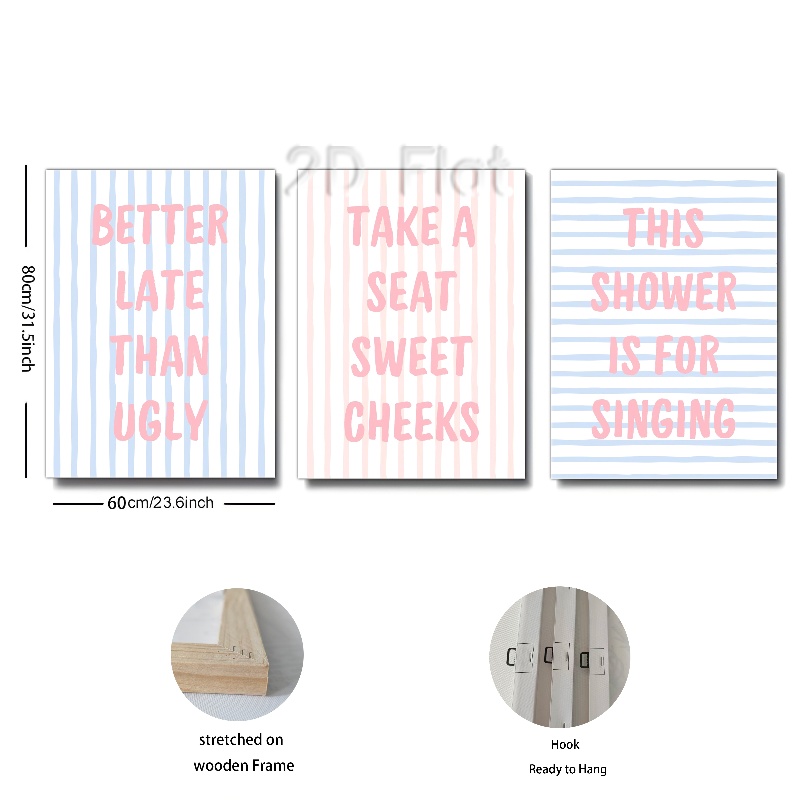 2D Flat
BETTER
LATE
THAN
UGLY
TAKE A
SEAT
SWEET
CHEEKS
THIS
SHOWER
IS FOR
SINGING
80cm/31.5inch
60cm/23.6inch
stretched on
wooden Frame
Hook
Ready to Hang